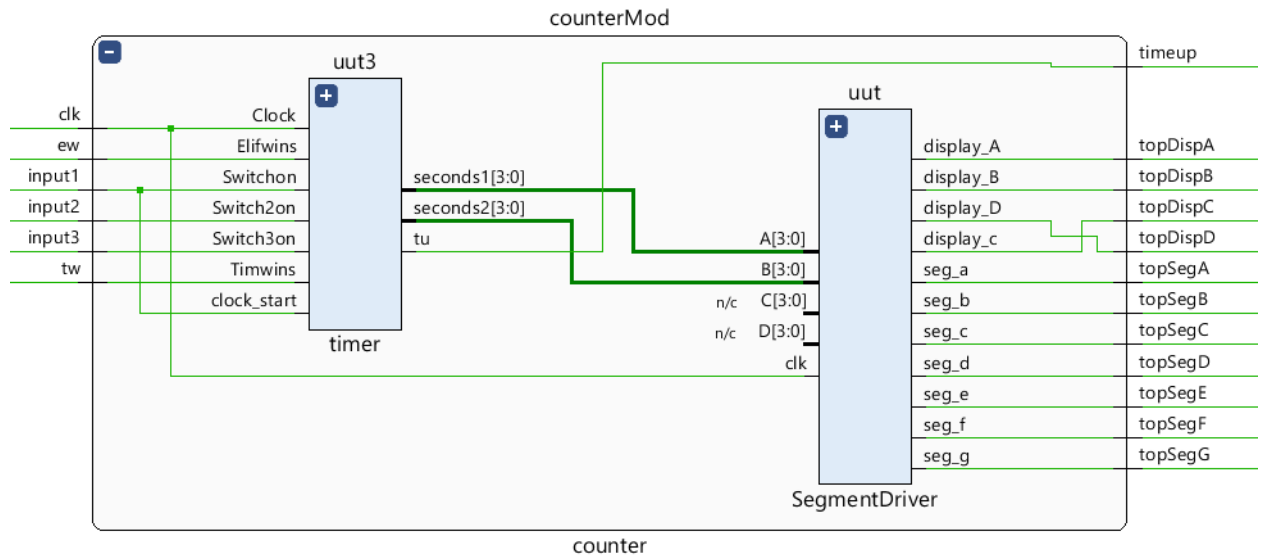 counterMod
timeup
uut3
uut
clk
Clock
ew
Elifwins
input1
Switchon
input2
Switch2on
input3
Switch3on
tw
Timwins
clock_start
timer
seconds1[3:0]
seconds2[3:0]
tu
A[3:0]
B[3:0]
n/c C[3:0]
n/c D[3:0]
clk
display_A
topDispA
display_B
topDispB
display_D
topDispC
display_c
topDispD
seg_a
topSegA
seg_b
topSegB
seg_c
topSegC
seg_d
topSegD
seg_e
topSegE
seg_f
topSegF
seg_g
topSegG
SegmentDriver
counter